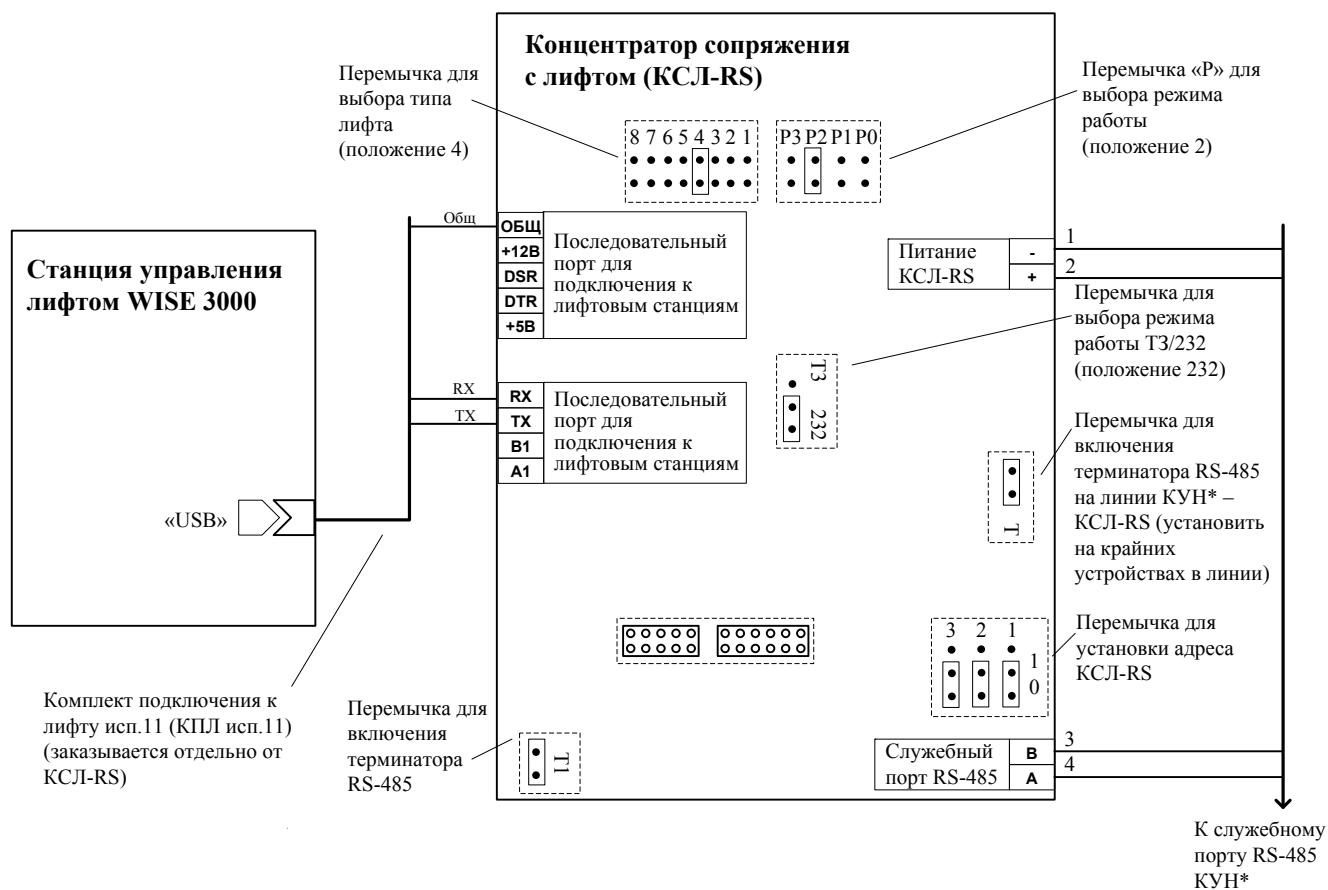 Концентратор сопряжения
с лифтом (КСЛ-RS)
Перемычка для
выбора типа
лифта
(положение 4)
8 7 6 5 4 3 2 1
P3 P2 P1 P0
Перемычка «Р» для
выбора режима
работы
(положение 2)
Станция управления
лифтом WISE 3000
Общ
ОБЩ
+12В
DSR
DTR
+5В
Последовательный
порт для
подключения к
лифтовым станциям
Питание
КСЛ-RS
-
+
1
2
Перемычка для
выбора режима
работы ТЗ/232
(положение 232)
ТЗ
232
RX
TX
RX
TX
B1
A1
Последовательный
порт для
подключения к
лифтовым станциям
Перемычка для
включения
терминатора RS-485
на линии КУН* –
КСЛ-RS (установить
на крайних
устройствах в линии)
Т
«USB»
3 2 1
1
0
Перемычка для
установки адреса
КСЛ-RS
Комплект подключения к
лифту исп.11 (КПЛ исп.11)
(заказывается отдельно от
КСЛ-RS)
Перемычка для
включения
терминатора
RS-485
Т1
Служебный
порт RS-485
B
A
3
4
К служебному
порту RS-485
КУН*